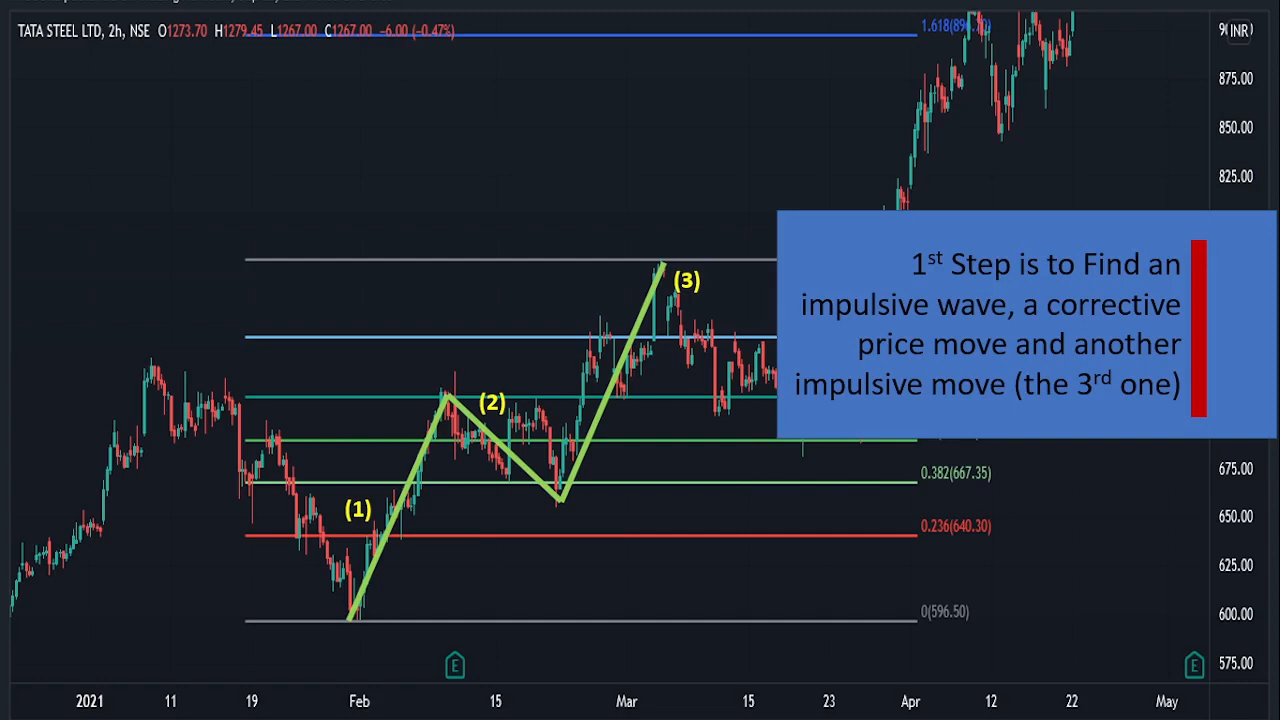 TATA STEEL LTD, 2h, NSE O1273.70 H1279.45 L1267.00 C1267.00 −6.00 (−0.47%)
INR
875.00
850.00
825.00
1st Step is to Find an
impulsive wave, a corrective
price move and another
impulsive move (the 3rd one)
(3)
(2)
(1)
0.382(667.35)
0.236(640.30)
0(596.50)
675.00
650.00
625.00
600.00
575.00
E
E
2021 11 19 Feb 15 Mar 15 23 Apr 12 22 May